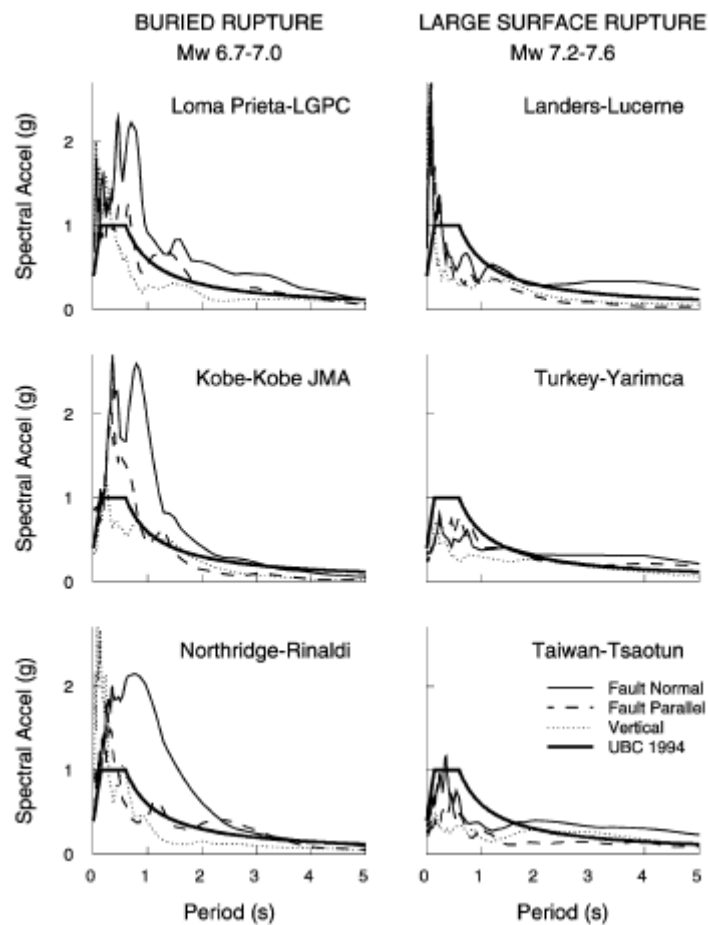 BURIED RUPTURE
Mw 6.7-7.0
LARGE SURFACE RUPTURE
Mw 7.2-7.6
Loma Prieta-LGPC
Spectral Accel (g)
2
1
0
Landers-Lucerne
Kobe-Kobe JMA
Spectral Accel (g)
2
1
0
Turkey-Yarimca
Northridge-Rinaldi
Spectral Accel (g)
2
1
0
0 1 2 3 4 5
Period (s)
Taiwan-Tsaotun
Fault Normal
Fault Parallel
Vertical
UBC 1994
0 1 2 3 4 5
Period (s)